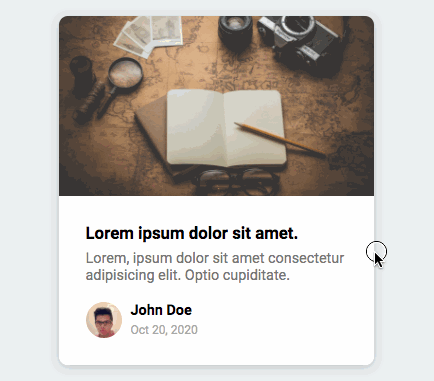 Lorem ipsum dolor sit amet.
Lorem, ipsum dolor sit amet consectetur
adipisicing elit. Optio cupiditate.
John Doe
Oct 20, 2020